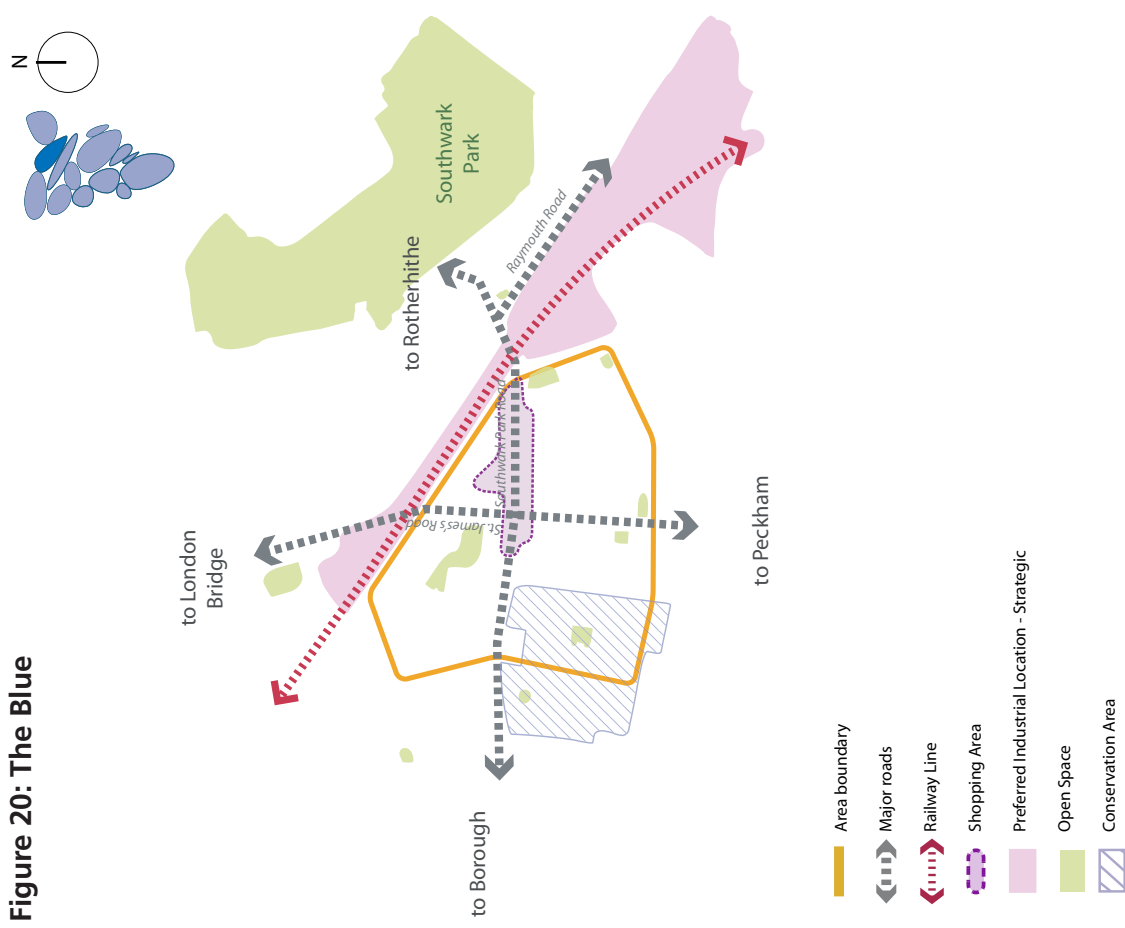 Figure 20: The Blue
N
Southwark
Park
to Rotherhithe
Raymouth Road
Southwark Park Road
St. James's Road
to London
Bridge
to Peckham
to Borough
Area boundary
Major roads
Railway Line
Shopping Area
Preferred Industrial Location - Strategic
Open Space
Conservation Area